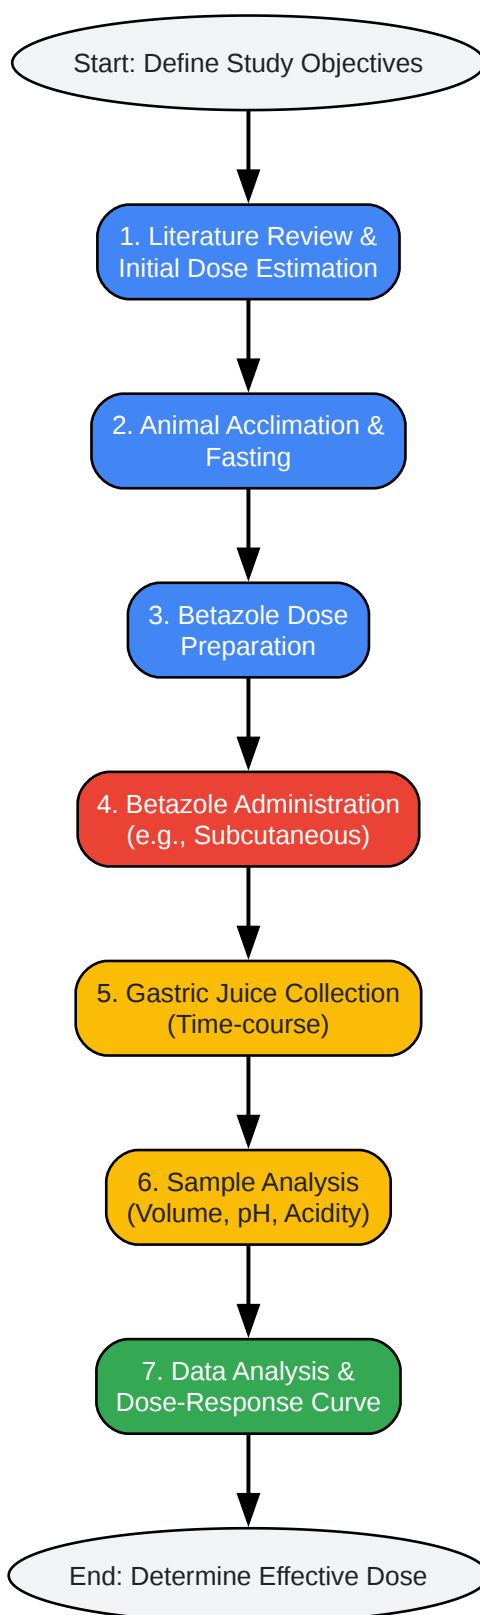 Start: Define Study Objectives
1. Literature Review &
Initial Dose Estimation
2. Animal Acclimation &
Fasting
3. Betazole Dose
Preparation
4. Betazole Administration
(e.g., Subcutaneous)
5. Gastric Juice Collection
(Time-course)
6. Sample Analysis
(Volume, pH, Acidity)
7. Data Analysis &
Dose-Response Curve
End: Determine Effective Dose